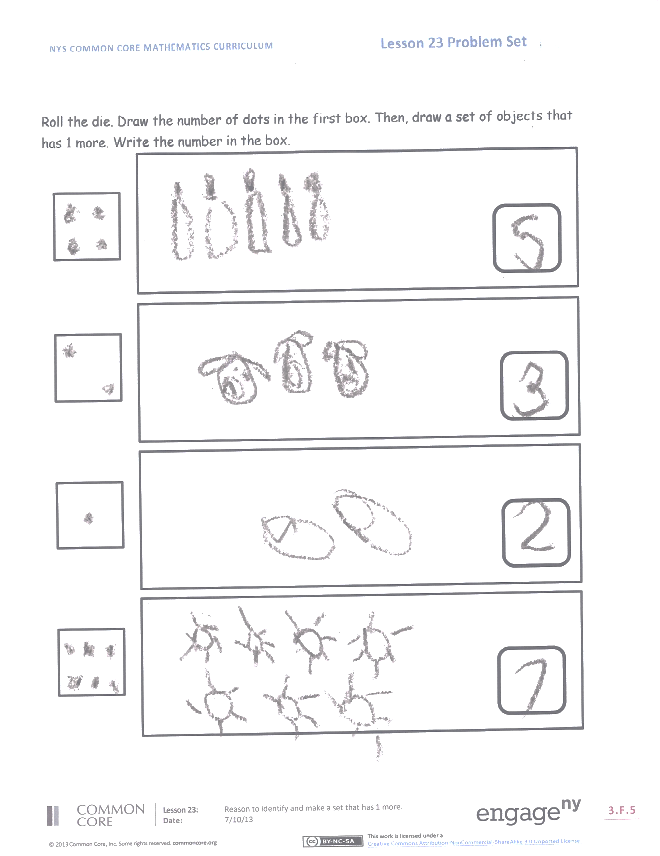 NYS COMMON CORE MATHEMATICS CURRICULUM
Lesson 23 Problem Set
Roll the die. Draw the number of dots in the first box. Then, draw a set of objects that
has 1 more. Write the number in the box.
5
3
2
7
COMMON
CORE
Lesson 23:
Date:
Reason to identify and make a set that has 1 more.
7/10/13
engage ny
3.F.5
© 2013 Common Core, Inc. Some rights reserved. commoncore.org
(cc) BY-NC-SA
This work is licensed under a
Creative Commons Attribution-NonCommercial-ShareAlike 3.0 Unported License